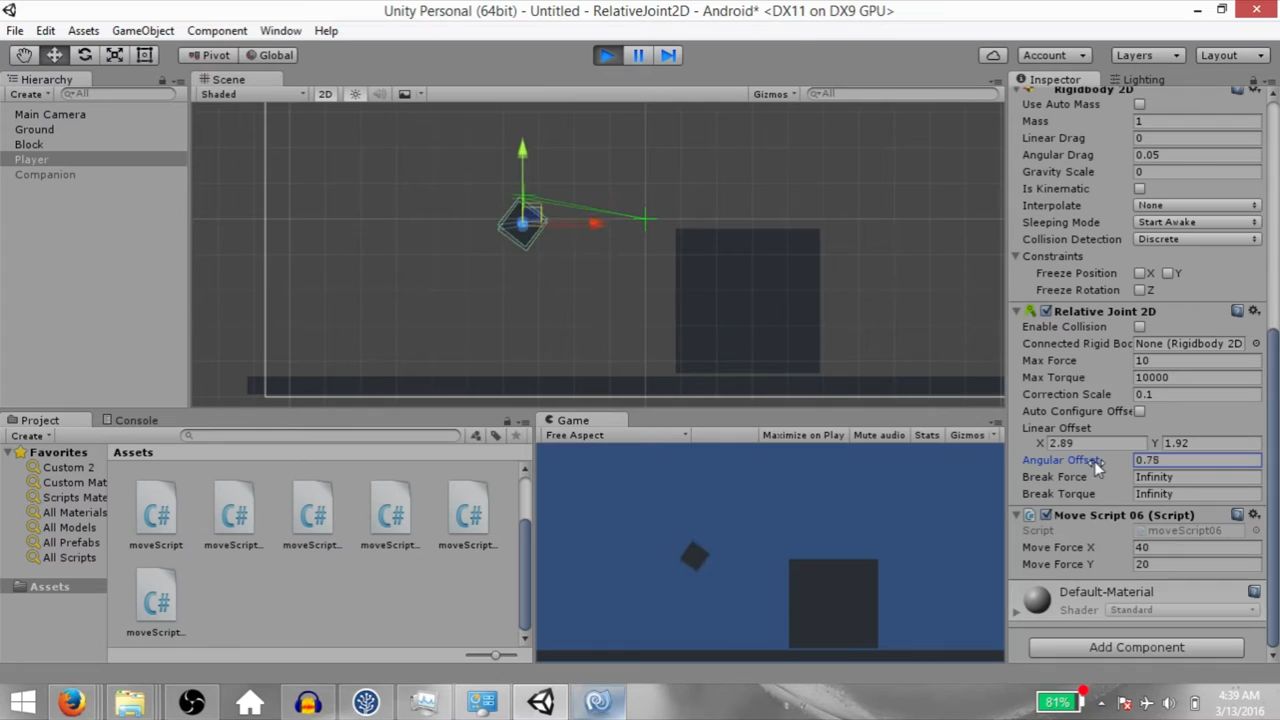 Unity Personal (64bit) - Untitled - RelativeJoint2D - Android* <DX11 on DX9 GPU>
File Edit Assets GameObject Component Window Help
Pivot Global Account Layers Layout
Hierarchy
Create All
Main Camera
Ground
Block
Player
Companion
Scene
Shaded 2D Gizmos All
Inspector Lighting
Rigidbody 2D
Use Auto Mass
Mass 1
Linear Drag 0
Angular Drag 0.05
Gravity Scale 0
Is Kinematic
Interpolate None
Sleeping Mode Start Awake
Collision Detection Discrete
Constraints
Freeze Position X Y
Freeze Rotation Z
Relative Joint 2D
Enable Collision
Connected Rigid Boc None (Rigidbody 2D
Max Force 10
Max Torque 10000
Correction Scale 0.1
Auto Configure Offse
Linear Offset
X 2.89 Y 1.92
Angular Offset 0.75
Break Force Infinity
Break Torque Infinity
Move Script 06 (Script)
Script moveScript06
Move Force X 40
Move Force Y 20
Default-Material
Shader Standard
Add Component
Project Console
Create
Favorites
Custom 2
Custom Mat
Scripts Mate
All Materials
All Models
All Prefabs
All Scripts
Assets
Assets
C# C# C# C# C#
moveScript moveScript... moveScript... moveScript... moveScript...
C#
moveScript...
Game
Free Aspect Maximize on Play Mute audio Stats Gizmos
81%
4:39 AM
3/13/2016